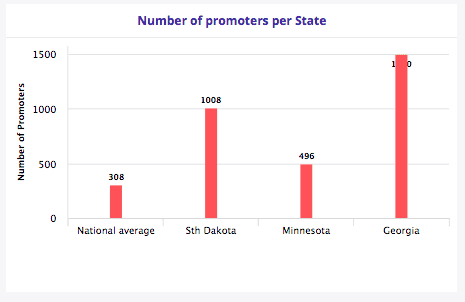 Number of promoters per State
Number of Promoters
1500
1000
500
0
308
1008
496
National average
Sth Dakota
Minnesota
Georgia